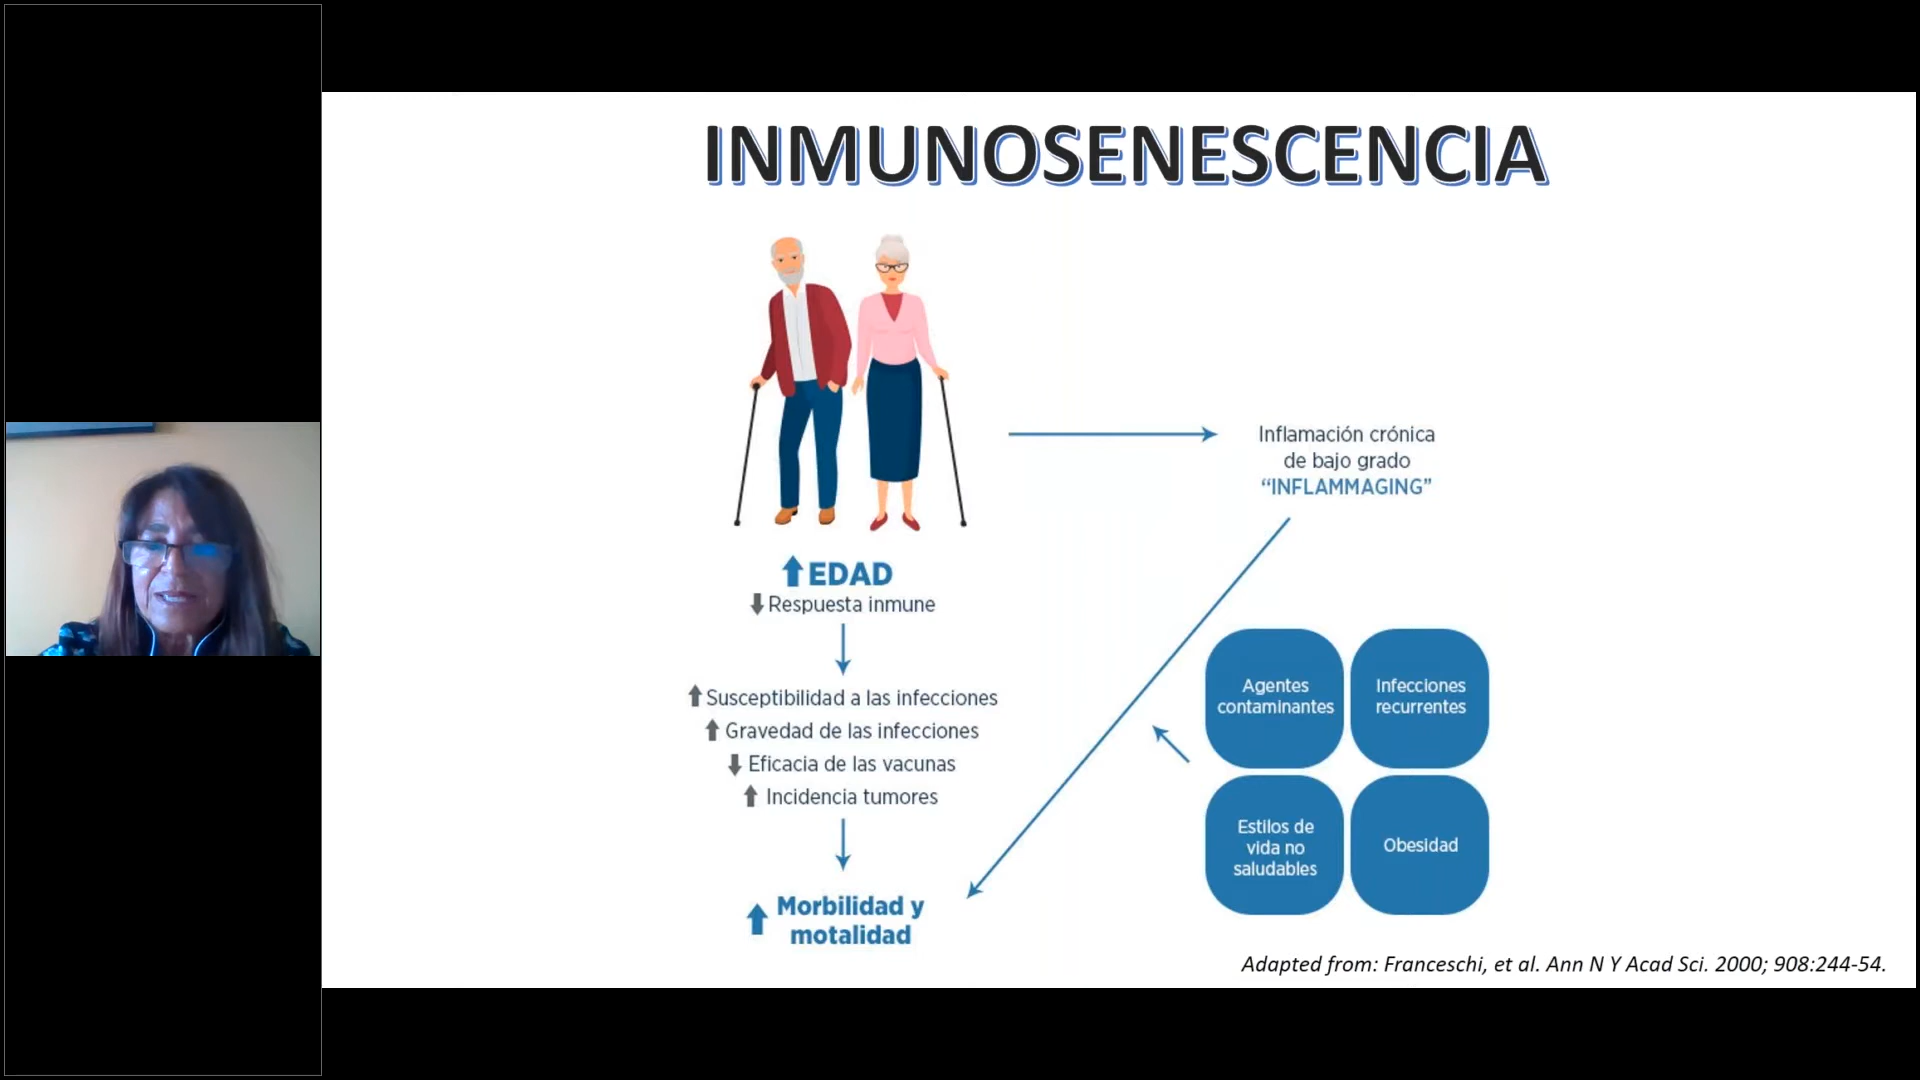 INMUNOSENESCENCIA
Inflamación crónica
de bajo grado
“INFLAMMAGING”
EDAD
Respuesta inmune
Susceptibilidad a las infecciones
Gravedad de las infecciones
Eficacia de las vacunas
Incidencia tumores
Morbilidad y
motalidad
Agentes
contaminantes
Infecciones
recurrentes
Estilos de
vida no
saludables
Obesidad
Adapted from: Franceschi, et al. Ann N Y Acad Sci. 2000; 908:244-54.